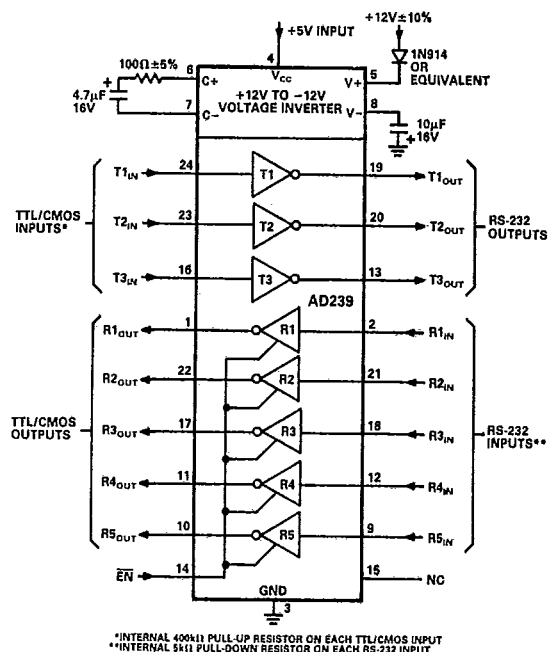 +5V INPUT
+12V±10%
4
VCC
100Ω±5%
6
C+
+12V TO −12V
VOLTAGE INVERTER
V+
5
1N914
OR
EQUIVALENT
+
4.7µF
16V
7
C−
V−
8
10µF
16V
+
TTL/CMOS
INPUTS*
T1IN
24
T1
19
T1OUT
T2IN
23
T2
20
T2OUT
T3IN
16
T3
13
T3OUT
RS-232
OUTPUTS
AD239
TTL/CMOS
OUTPUTS
R1OUT
1
R1
2
R1IN
R2OUT
22
R2
21
R2IN
R3OUT
17
R3
18
R3IN
R4OUT
11
R4
12
R4IN
R5OUT
10
R5
9
R5IN
RS-232
INPUTS**
EN
14
15
NC
GND
3
*INTERNAL 400kΩ PULL-UP RESISTOR ON EACH TTL/CMOS INPUT
**INTERNAL 5kΩ PULL-DOWN RESISTOR ON EACH RS-232 INPUT